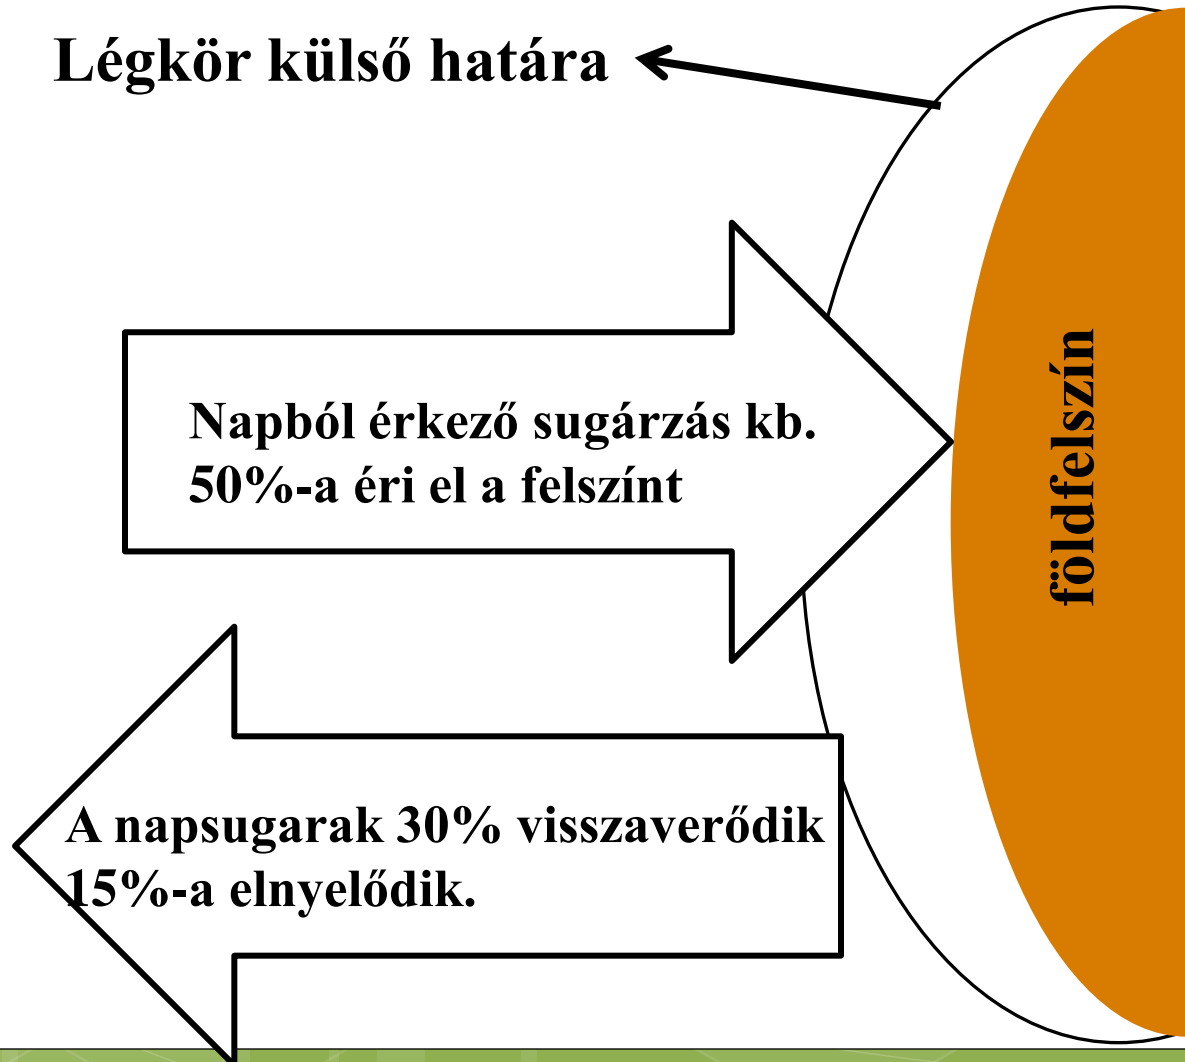 Légkör külső határa
Napból érkező sugárzás kb.
50%-a éri el a felszínt
földfelszín
A napsugarak 30% visszaverődik
15%-a elnyelődik.